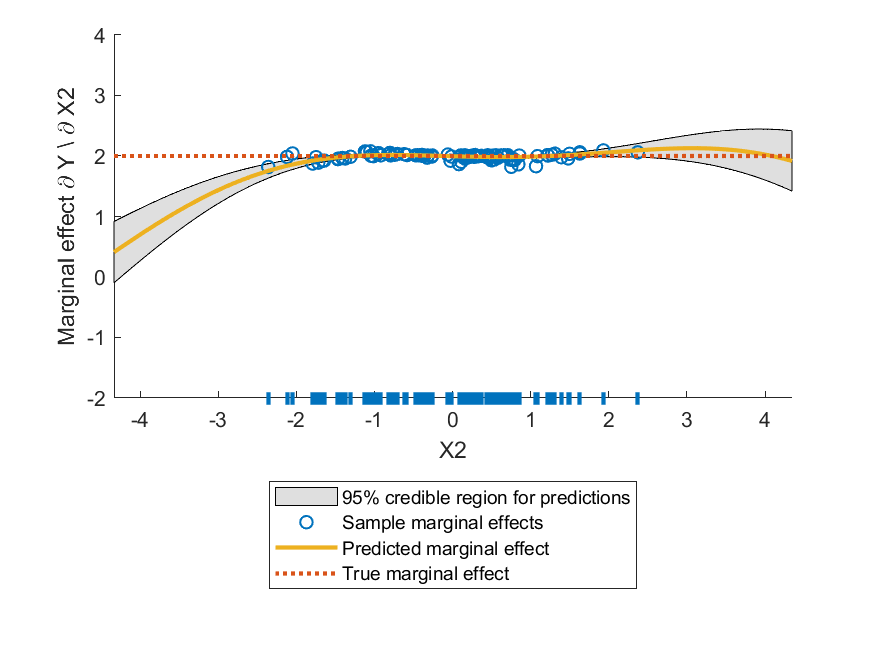 4
3
2
1
0
-1
-2
Marginal effect ∂ Y \ ∂ X2
-4
-3
-2
-1
0
1
2
3
4
X2
95% credible region for predictions
Sample marginal effects
Predicted marginal effect
True marginal effect